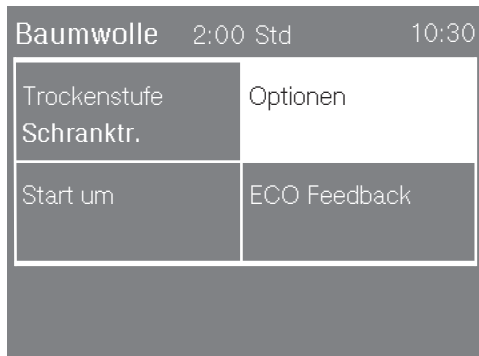 Baumwolle 2:00 Std 10:30
Trockenstufe Optionen
Schranktr.
Start um ECO Feedback